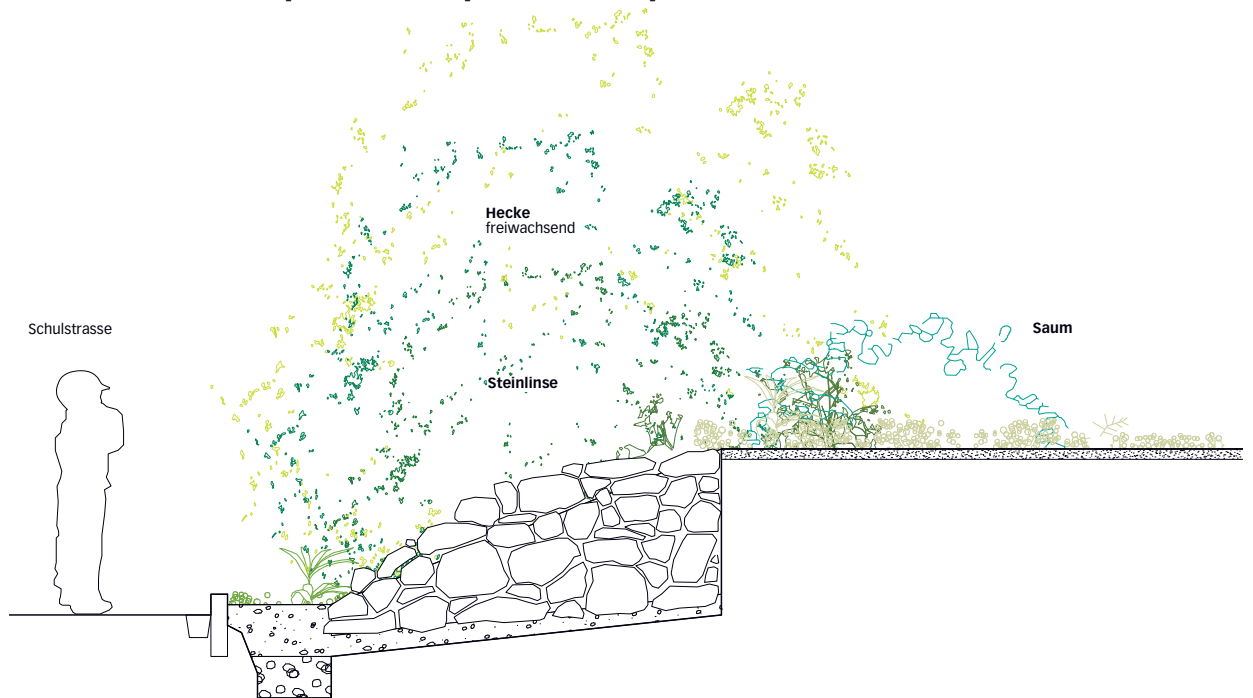 Hecke
freiwachsend
Schulstrasse
Saum
Steinlinse